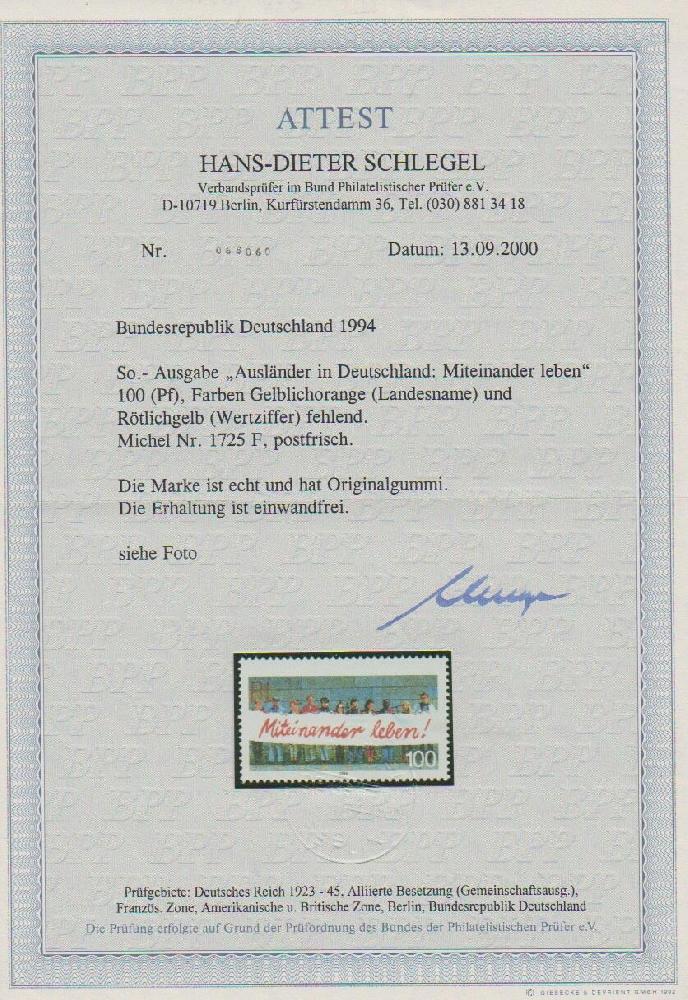 ATTEST
HANS-DIETER SCHLEGEL
Verbandsprüfer im Bund Philatelistischer Prüfer e.V.
D-10719 Berlin, Kurfürstendamm 36, Tel. (030) 881 34 18
Nr. Datum: 13.09.2000
Bundesrepublik Deutschland 1994
So.- Ausgabe „Ausländer in Deutschland: Miteinander leben“
100 (Pf), Farben Gelblichorange (Landesname) und
Rötlichgelb (Wertziffer) fehlend.
Michel Nr. 1725 F, postfrisch.
Die Marke ist echt und hat Originalgummi.
Die Erhaltung ist einwandfrei.
siehe Foto
Miteinander leben!
100
Prüfgebiete: Deutsches Reich 1923 - 45, Alliierte Besetzung (Gemeinschaftsausg.),
Französ. Zone, Amerikanische u. Britische Zone, Berlin, Bundesrepublik Deutschland
Die Prüfung erfolgte auf Grund der Prüfordnung des Bundes der Philatelistischen Prüfer e.V.
GIESECKE & DEVRIENT GMBH 1992